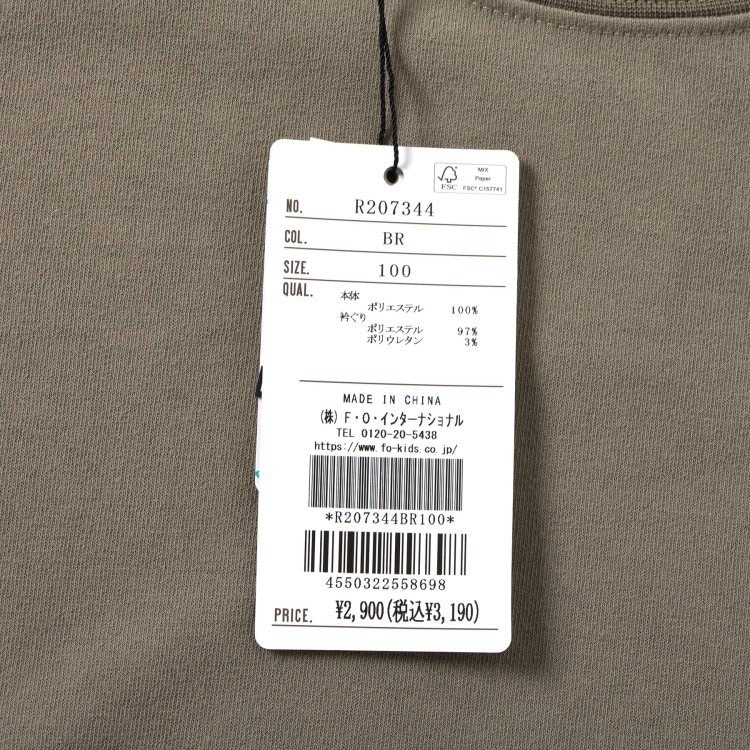 MIX
Paper
FSC
FSC® C157741
NO. R207344
COL. BR
SIZE. 100
QUAL. 本体
ポリエステル 100%
衿ぐり
ポリエステル 97%
ポリウレタン 3%
MADE IN CHINA
(株) F・O・インターナショナル
TEL 0120-20-5438
https://www.fo-kids.co.jp/
*R207344BR100*
4550322558698
PRICE. ¥2,900(税込¥3,190)